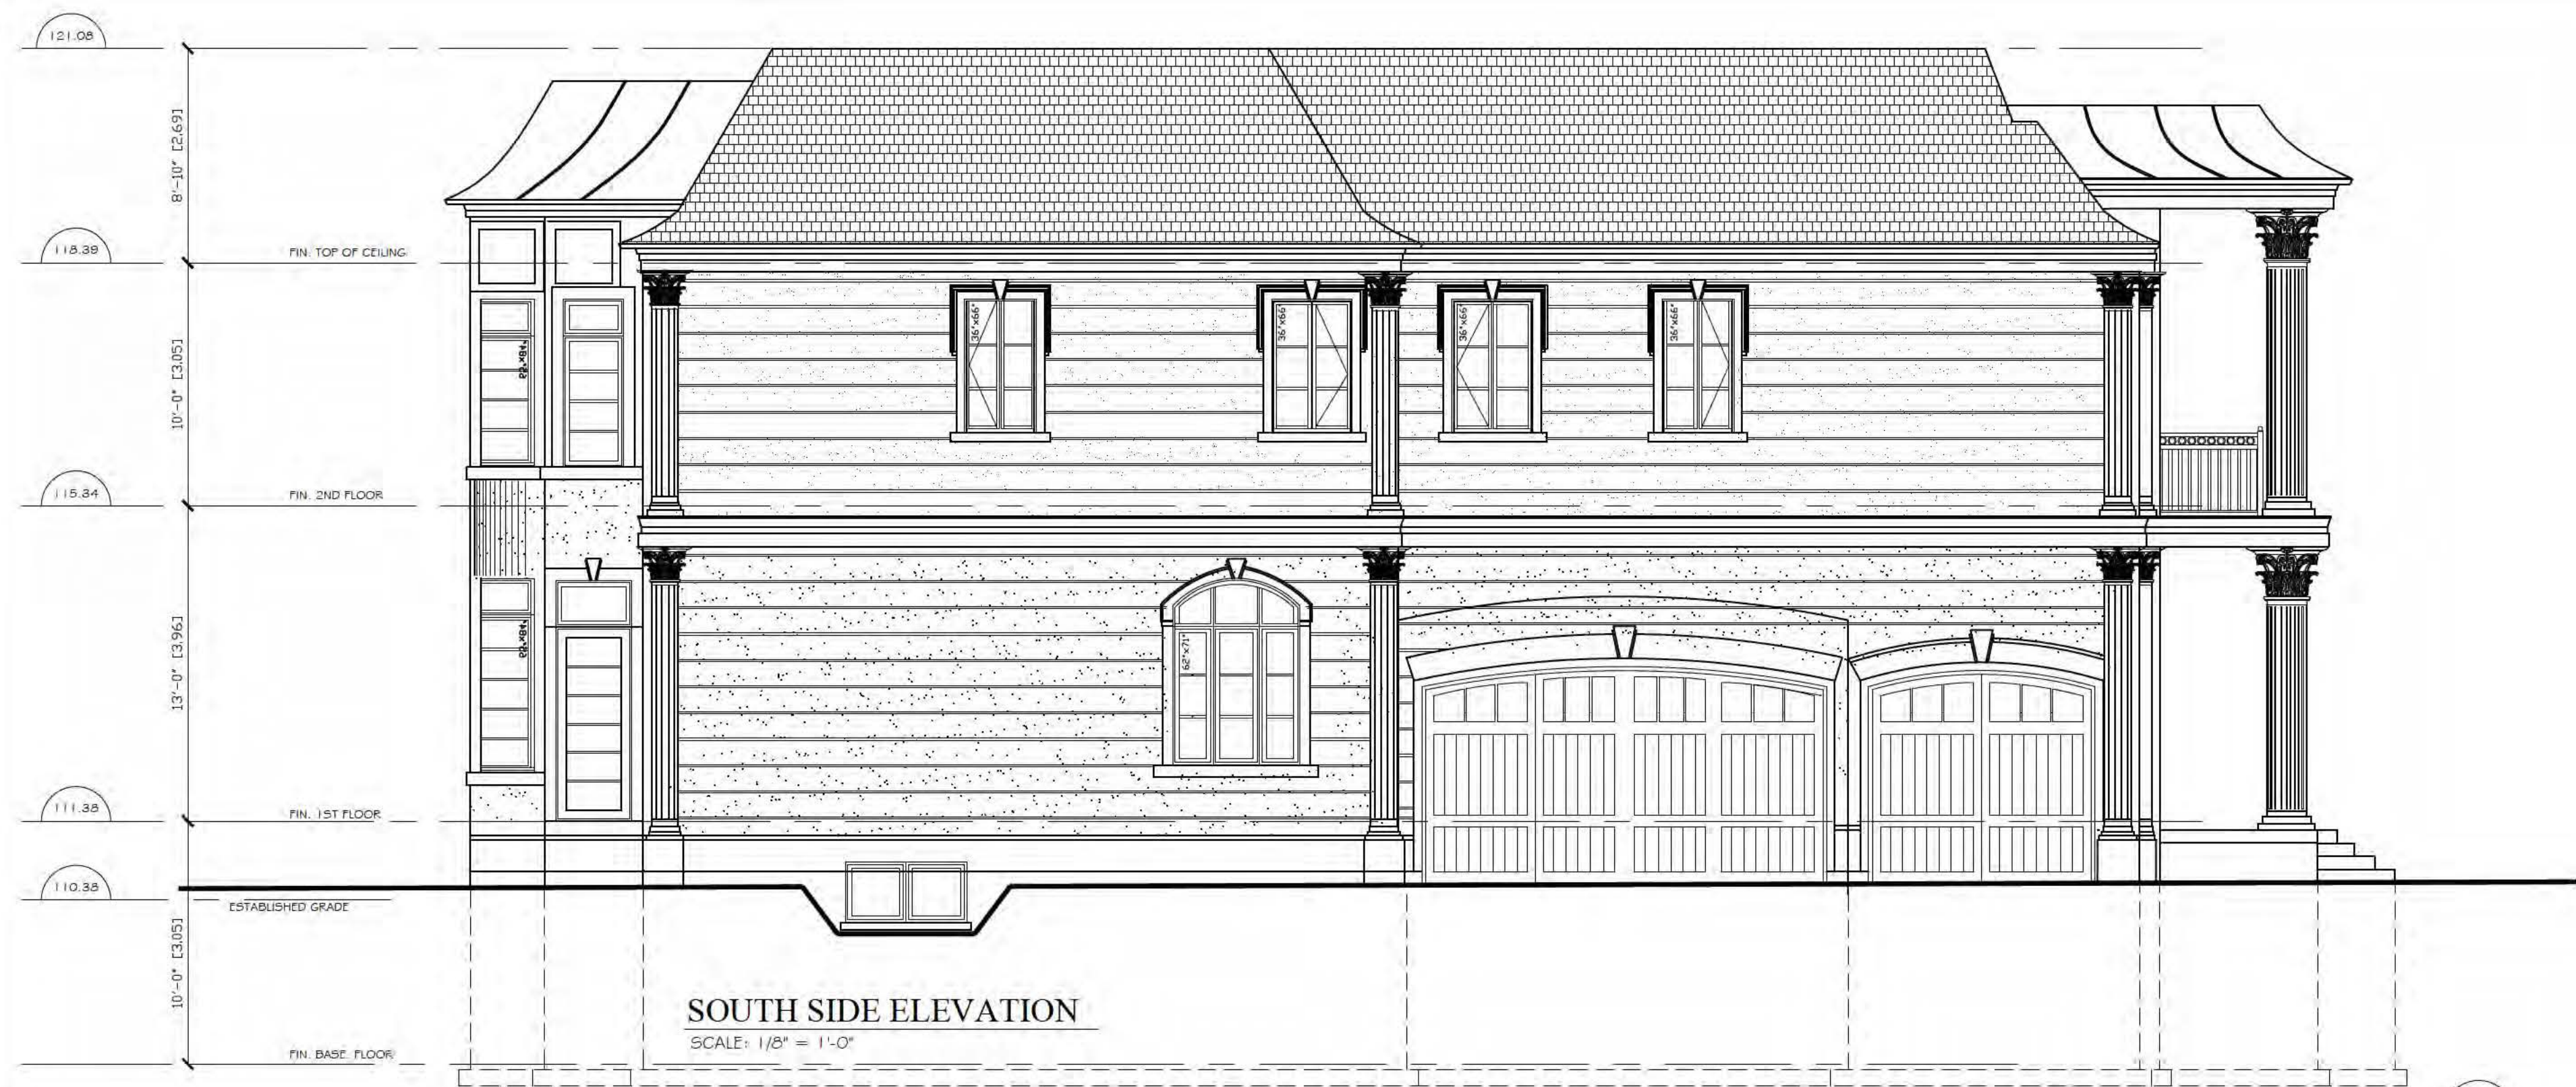 121.08
8'-10" [2.69]
118.39
FIN. TOP OF CEILING
36"x66"
36"x66"
36"x66"
36"x66"
10'-0" [3.05]
115.34
FIN. 2ND FLOOR
13'-0" [3.96]
62"x71"
111.38
FIN. 1ST FLOOR
110.38
ESTABLISHED GRADE
10'-0" [3.05]
SOUTH SIDE ELEVATION
SCALE: 1/8" = 1'-0"
FIN. BASE. FLOOR